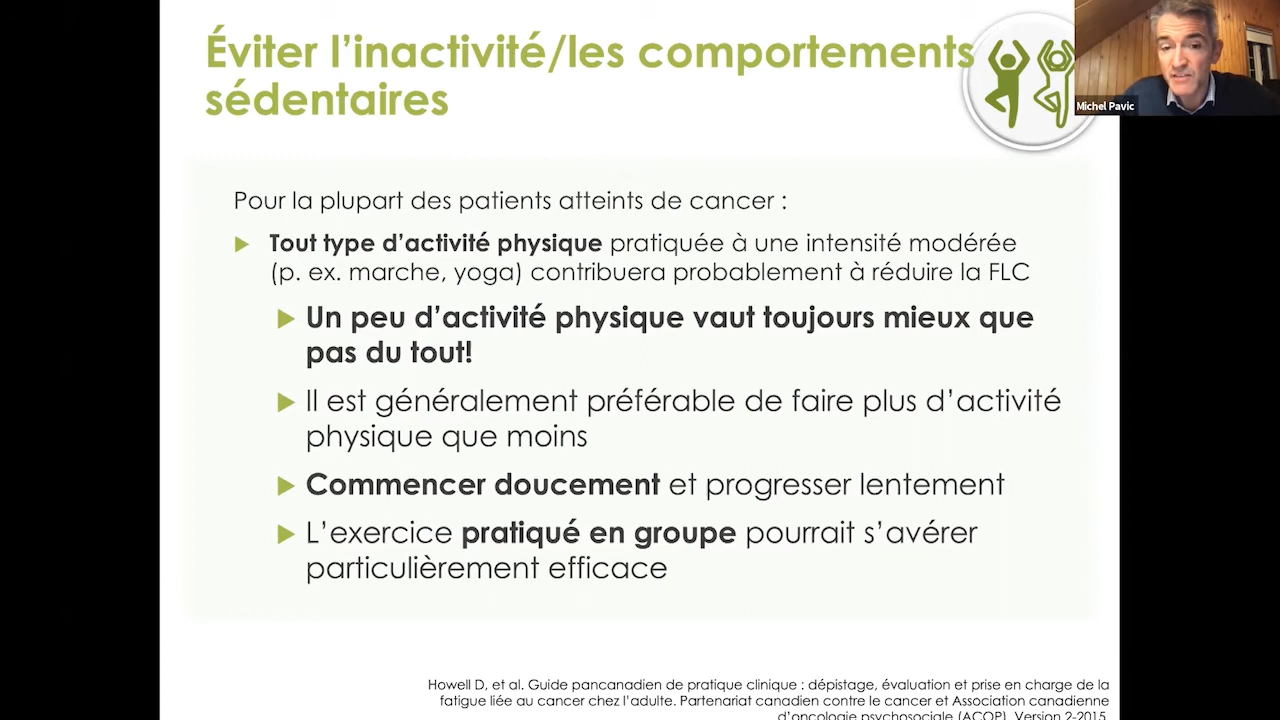 Éviter l’inactivité/les comportements
sédentaires
Michel Pavic
Pour la plupart des patients atteints de cancer :
Tout type d’activité physique pratiquée à une intensité modérée
(p. ex. marche, yoga) contribuera probablement à réduire la FLC
Un peu d’activité physique vaut toujours mieux que
pas du tout!
Il est généralement préférable de faire plus d’activité
physique que moins
Commencer doucement et progresser lentement
L’exercice pratiqué en groupe pourrait s’avérer
particulièrement efficace
Howell D, et al. Guide pancanadien de pratique clinique : dépistage, évaluation et prise en charge de la
fatigue liée au cancer chez l’adulte. Partenariat canadien contre le cancer et Association canadienne
d’oncologie psychosociale (ACOP). Version 2-2015.